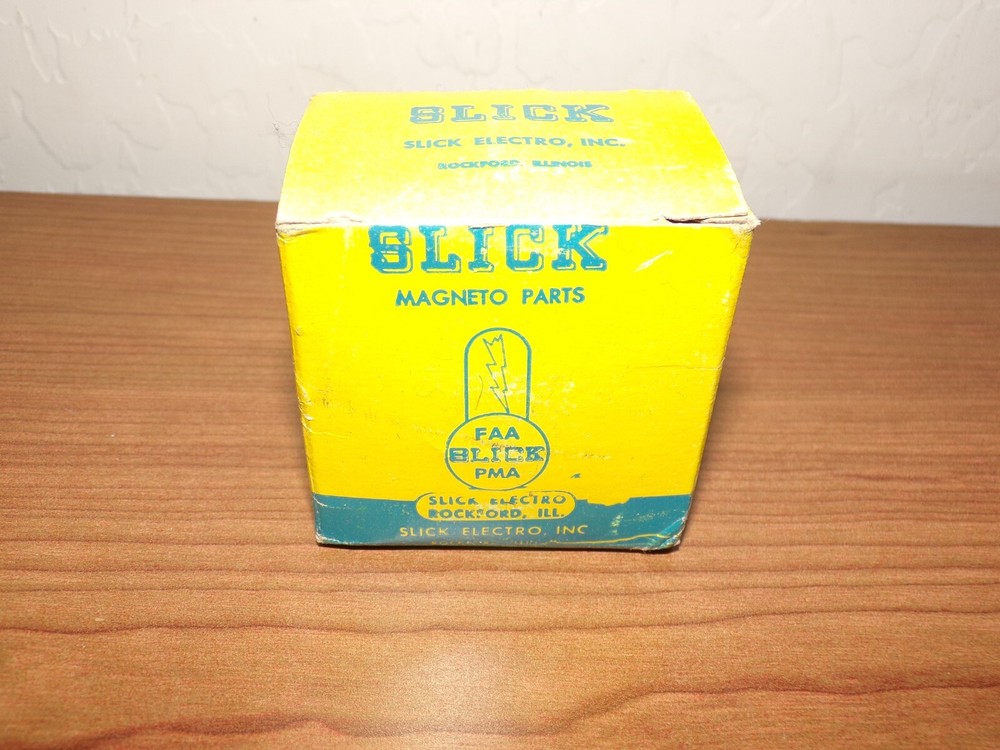 SLICK
SLICK ELECTRO, INC.
ROCKFORD, ILLINOIS
SLICK
MAGNETO PARTS
FAA
SLICK
PMA
SLICK ELECTRO
ROCKFORD, ILL.
SLICK ELECTRO, INC